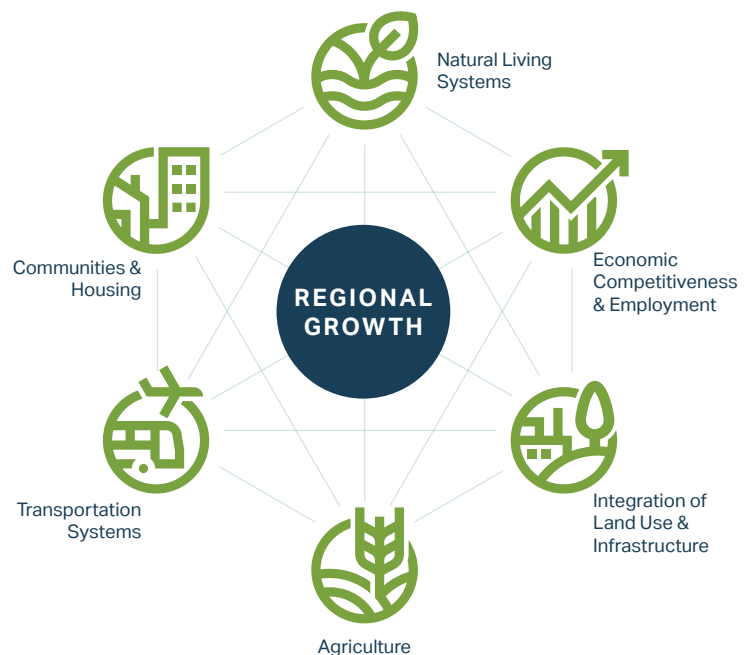 Natural Living
Systems
Economic
Competitiveness
& Employment
Communities &
Housing
REGIONAL
GROWTH
Integration of
Land Use &
Infrastructure
Transportation
Systems
Agriculture